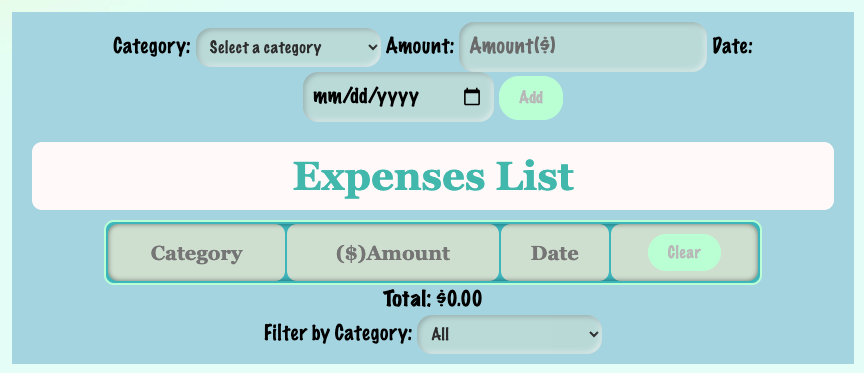 Category: Select a category Amount: Amount($) Date:
mm/dd/yyyy Add
Expenses List
Category ($)Amount Date Clear
Total: $0.00
Filter by Category: All